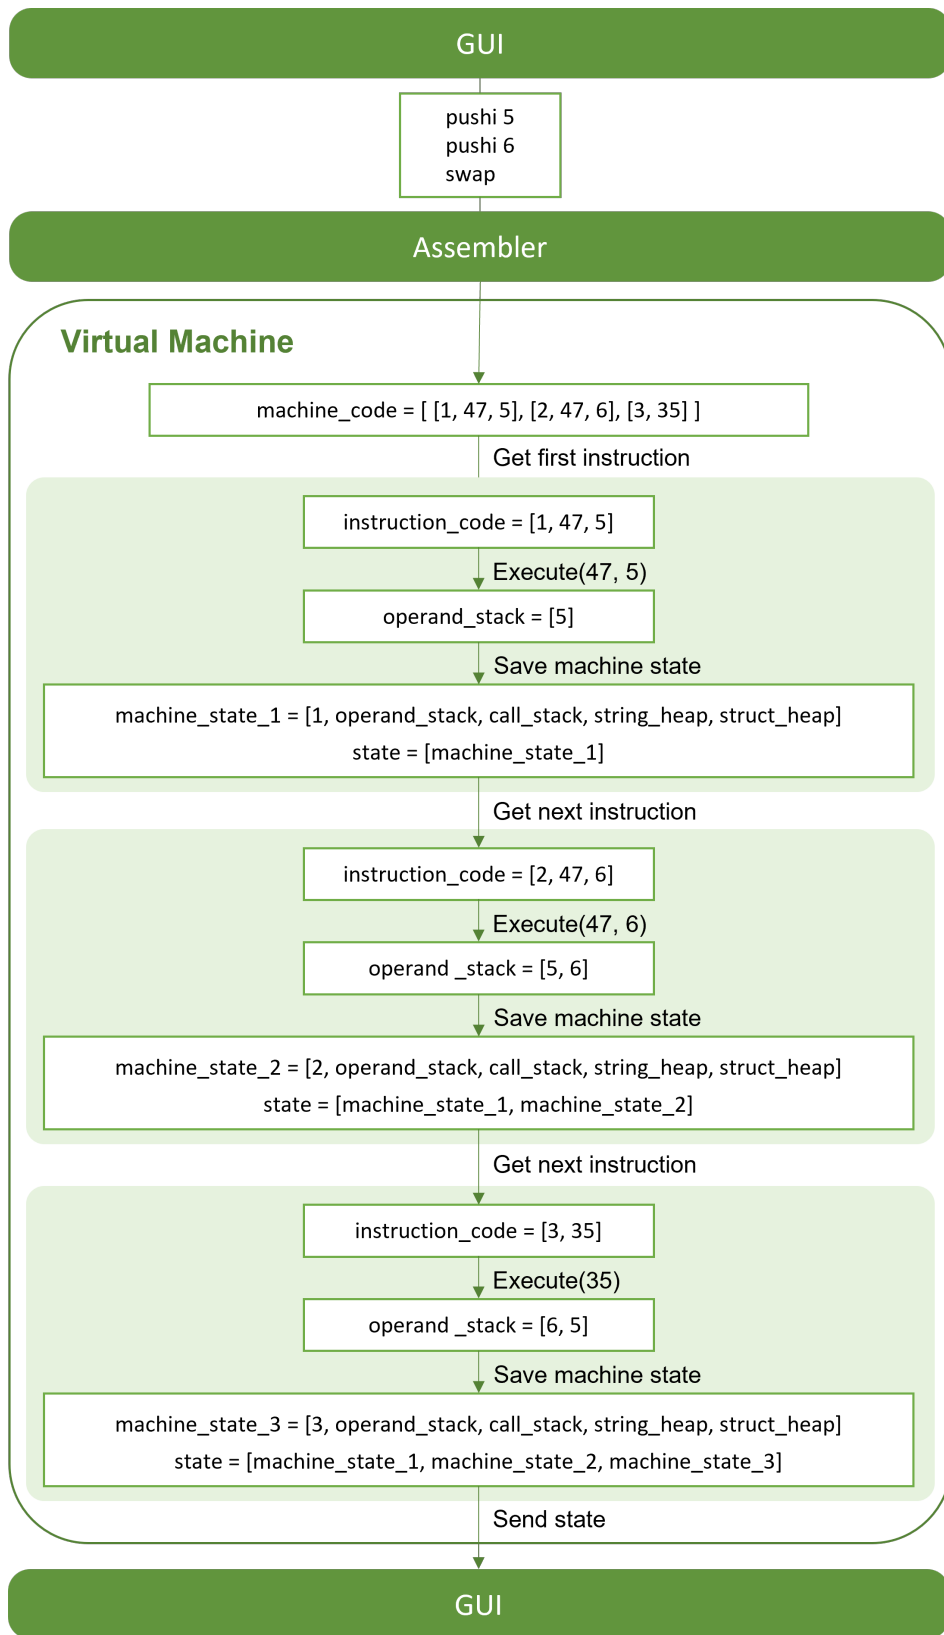 GUI
pushi 5
pushi 6
swap
Assembler
Virtual Machine
machine_code = [ [1, 47, 5], [2, 47, 6], [3, 35] ]
Get first instruction
instruction_code = [1, 47, 5]
Execute(47, 5)
operand_stack = [5]
Save machine state
machine_state_1 = [1, operand_stack, call_stack, string_heap, struct_heap]
state = [machine_state_1]
Get next instruction
instruction_code = [2, 47, 6]
Execute(47, 6)
operand _stack = [5, 6]
Save machine state
machine_state_2 = [2, operand_stack, call_stack, string_heap, struct_heap]
state = [machine_state_1, machine_state_2]
Get next instruction
instruction_code = [3, 35]
Execute(35)
operand _stack = [6, 5]
Save machine state
machine_state_3 = [3, operand_stack, call_stack, string_heap, struct_heap]
state = [machine_state_1, machine_state_2, machine_state_3]
Send state
GUI